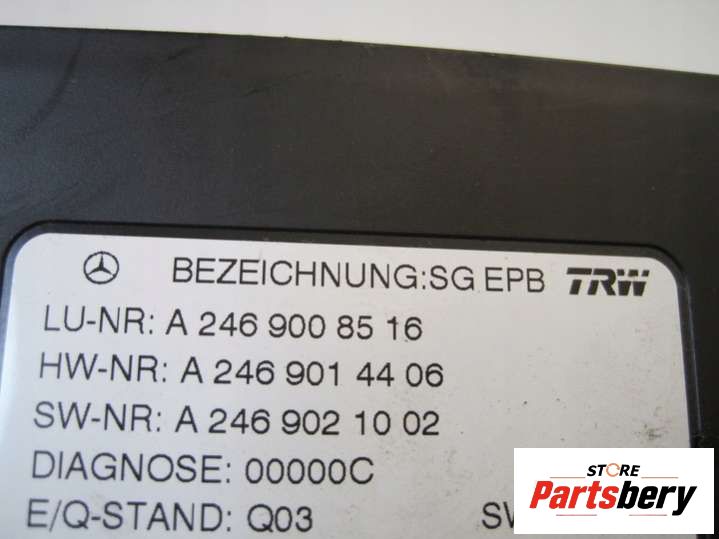 BEZEICHNUNG:SG EPB TRW
LU-NR: A 246 900 85 16
HW-NR: A 246 901 44 06
SW-NR: A 246 902 10 02
DIAGNOSE: 00000C
E/Q-STAND: Q03
STORE
Partsbery